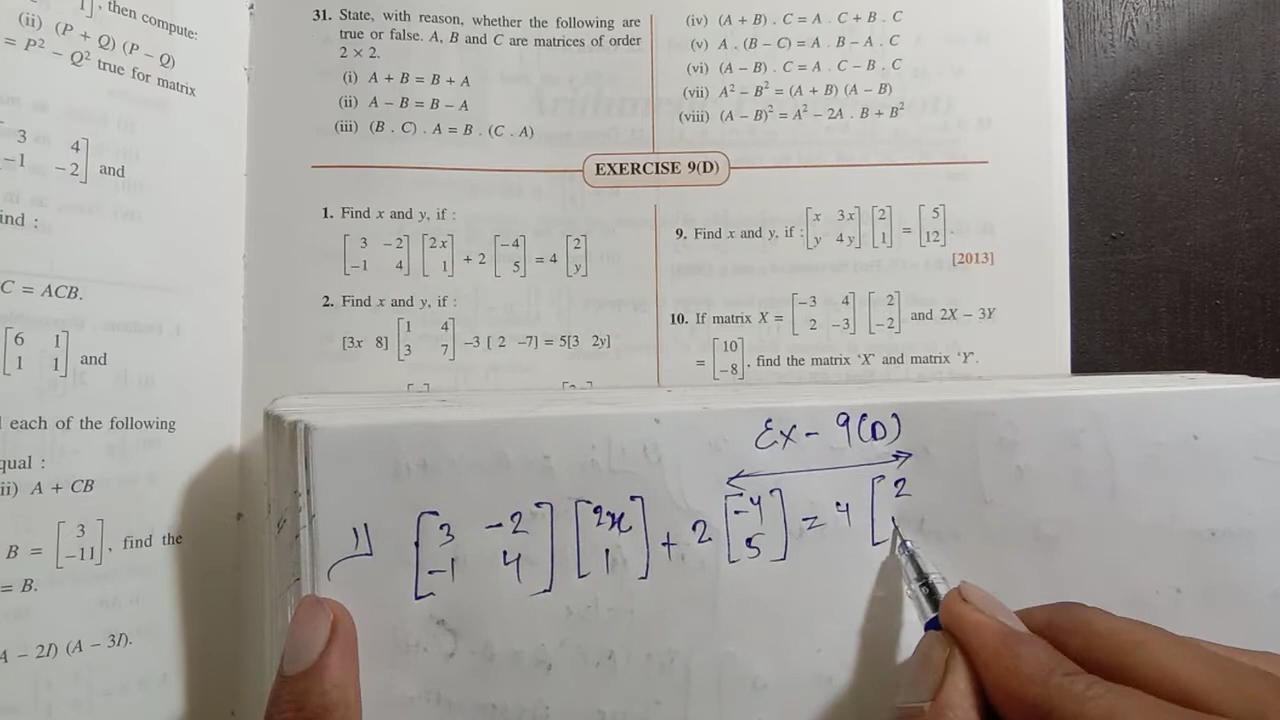 ], then compute:
(ii) (P + Q) (P − Q)
= P² − Q² true for matrix
3 4
−1 −2] and
ind :
C = ACB.
[6 1
1 1] and
each of the following
qual :
ii) A + CB
B = [3
−11], find the
= B.
A − 2I) (A − 3I).
31. State, with reason, whether the following are
true or false. A, B and C are matrices of order
2 × 2.
(i) A + B = B + A
(ii) A − B = B − A
(iii) (B . C) . A = B . (C . A)
(iv) (A + B) . C = A . C + B . C
(v) A . (B − C) = A . B − A . C
(vi) (A − B) . C = A . C − B . C
(vii) A² − B² = (A + B) (A − B)
(viii) (A − B)² = A² − 2A . B + B²
EXERCISE 9(D)
1. Find x and y, if :
[3 −2] [2x] + 2 [−4] = 4 [2]
[−1 4] [1] [5] [y]
2. Find x and y, if :
[3x 8] [1 4] −3 [ 2 −7] = 5[3 2y]
[3 7]
9. Find x and y, if : [x 3x] [2] = [5]
[y 4y] [1] [12].
[2013]
10. If matrix X = [−3 4] [2] and 2X − 3Y
[2 −3] [−2]
= [10]
[−8], find the matrix 'X' and matrix 'Y'.
Ex - 9(D)
1) [3 -2] [2x] + 2 [-4] = 4 [2
[-1 4] [1] [5]